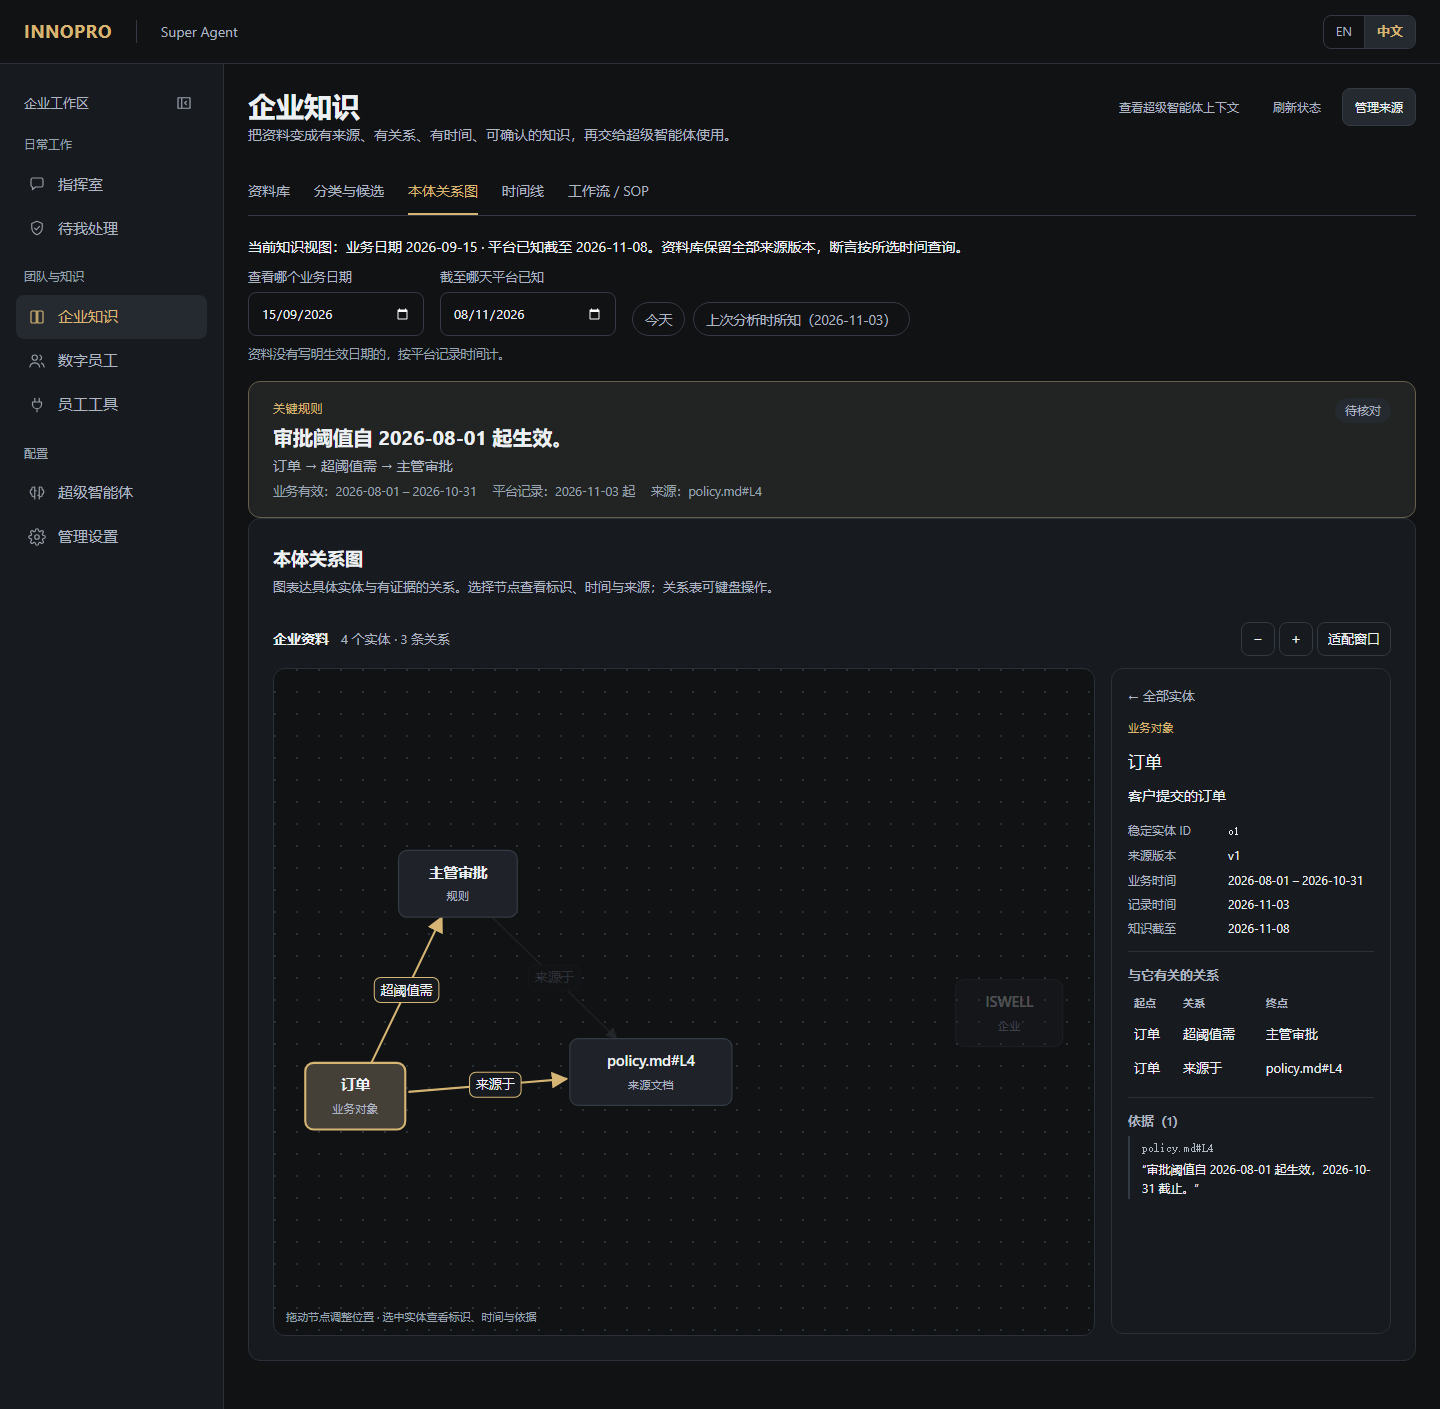 INNOPRO
Super Agent
EN
中文
企业工作区
日常工作
指挥室
待我处理
团队与知识
企业知识
数字员工
员工工具
配置
超级智能体
管理设置
企业知识
把资料变成有来源、有关系、有时间、可确认的知识，再交给超级智能体使用。
查看超级智能体上下文
刷新状态
管理来源
资料库
分类与候选
本体关系图
时间线
工作流 / SOP
当前知识视图：业务日期 2026-09-15 · 平台已知截至 2026-11-08。资料库保留全部来源版本，断言按所选时间查询。
查看哪个业务日期
截至哪天平台已知
15/09/2026
08/11/2026
今天
上次分析时所知（2026-11-03）
资料没有写明生效日期的，按平台记录时间计。
关键规则
待核对
审批阈值自 2026-08-01 起生效。
订单 → 超阈值需 → 主管审批
业务有效：2026-08-01 – 2026-10-31 平台记录：2026-11-03 起 来源：policy.md#L4
本体关系图
图表达具体实体与有证据的关系。选择节点查看标识、时间与来源；关系表可键盘操作。
企业资料 4 个实体 · 3 条关系
−
+
适配窗口
主管审批
规则
来源于
超阈值需
ISWELL
企业
policy.md#L4
来源文档
来源于
订单
业务对象
拖动节点调整位置 · 选中实体查看标识、时间与依据
← 全部实体
业务对象
订单
客户提交的订单
稳定实体 ID o1
来源版本 v1
业务时间 2026-08-01 – 2026-10-31
记录时间 2026-11-03
知识截至 2026-11-08
与它有关的关系
起点 关系 终点
订单 超阈值需 主管审批
订单 来源于 policy.md#L4
依据（1）
policy.md#L4
“审批阈值自 2026-08-01 起生效，2026-10-
31 截止。”